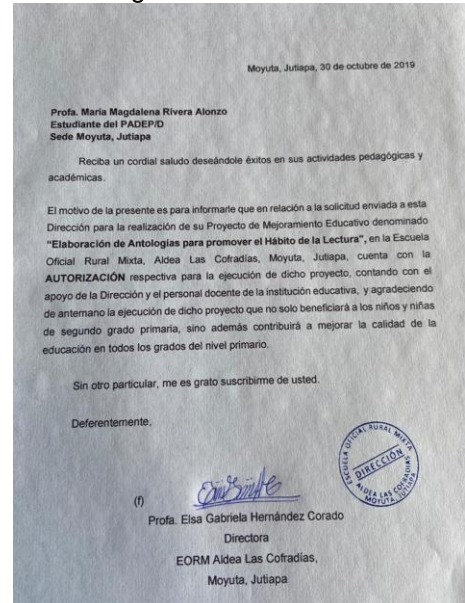 Moyuta, Jutiapa, 30 de octubre de 2019
Profa. María Magdalena Rivera Alonzo
Estudiante del PADEP/D
Sede Moyuta, Jutiapa
Reciba un cordial saludo deseándole éxitos en sus actividades pedagógicas y
académicas.
El motivo de la presente es para informarle que en relación a la solicitud enviada a esta
Dirección para la realización de su Proyecto de Mejoramiento Educativo denominado
"Elaboración de Antologías para promover el Hábito de la Lectura", en la Escuela
Oficial Rural Mixta, Aldea Las Cofradías, Moyuta, Jutiapa, cuenta con la
AUTORIZACIÓN respectiva para la ejecución de dicho proyecto, contando con el
apoyo de la Dirección y el personal docente de la institución educativa, y agradeciendo
de antemano la ejecución de dicho proyecto que no solo beneficiará a los niños y niñas
de segundo grado primaria, sino además contribuirá a mejorar la calidad de la
educación en todos los grados del nivel primario.
Sin otro particular, me es grato suscribirme de usted.
Deferentemente,
ESCUELA OFICIAL RURAL MIXTA
DIRECCIÓN
ALDEA LAS COFRADIAS
MOYUTA, JUTIAPA
(f)
Profa. Elsa Gabriela Hernández Corado
Directora
EORM Aldea Las Cofradías,
Moyuta, Jutiapa